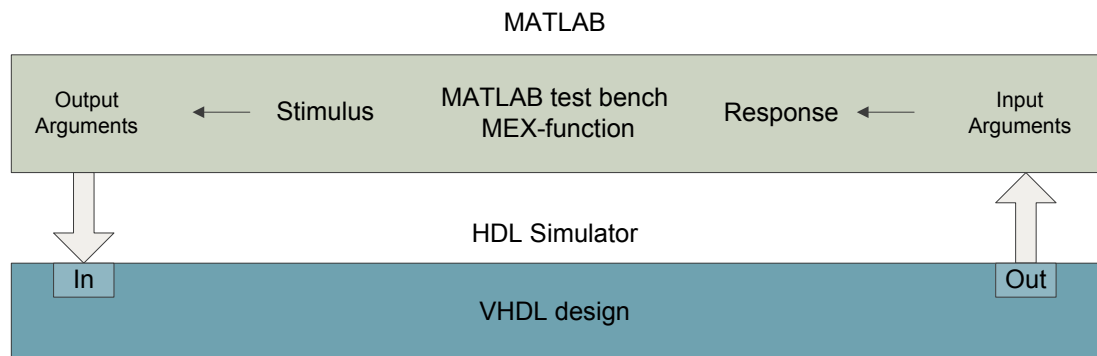 MATLAB
Output
Arguments
Stimulus
MATLAB test bench
MEX-function
Response
Input
Arguments
HDL Simulator
In
Out
VHDL design